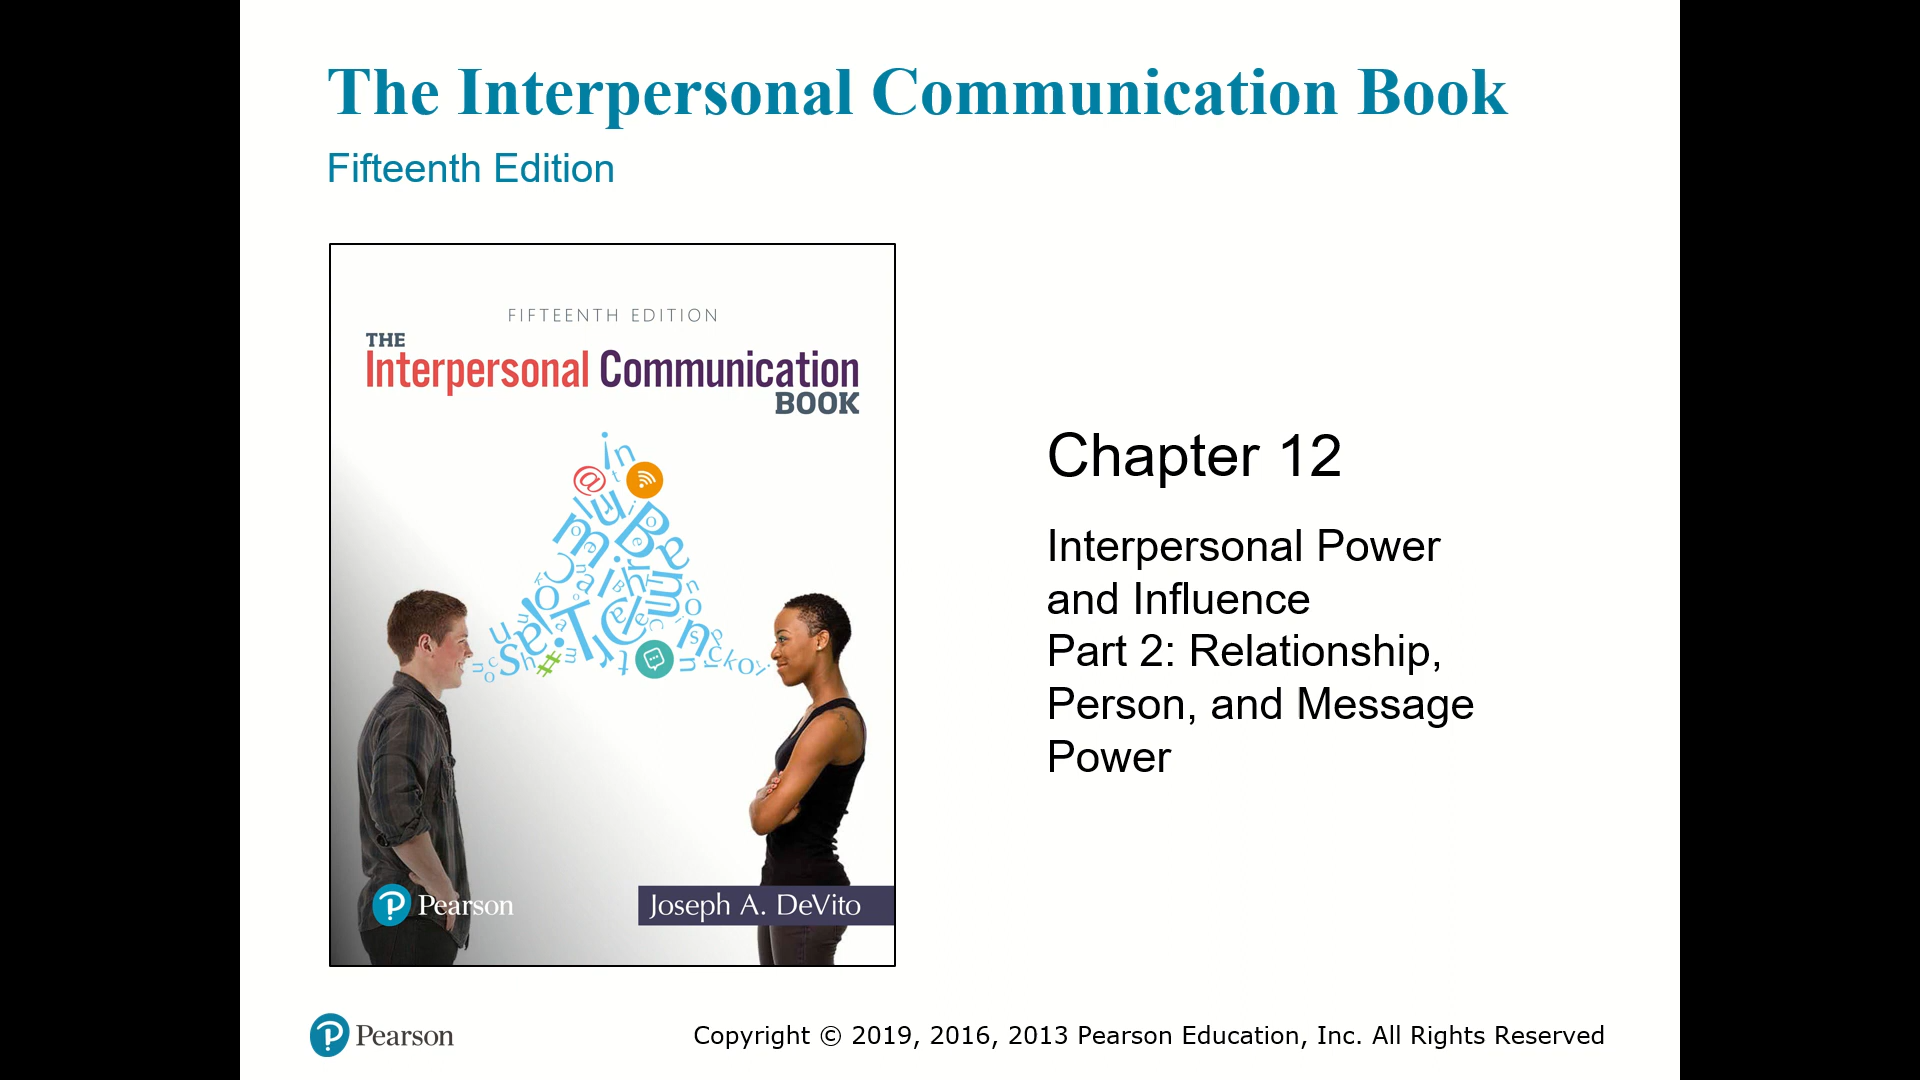 The Interpersonal Communication Book
Fifteenth Edition
FIFTEENTH EDITION
THE
Interpersonal Communication
BOOK
Pearson
Joseph A. DeVito
Chapter 12
Interpersonal Power
and Influence
Part 2: Relationship,
Person, and Message
Power
Pearson
Copyright © 2019, 2016, 2013 Pearson Education, Inc. All Rights Reserved